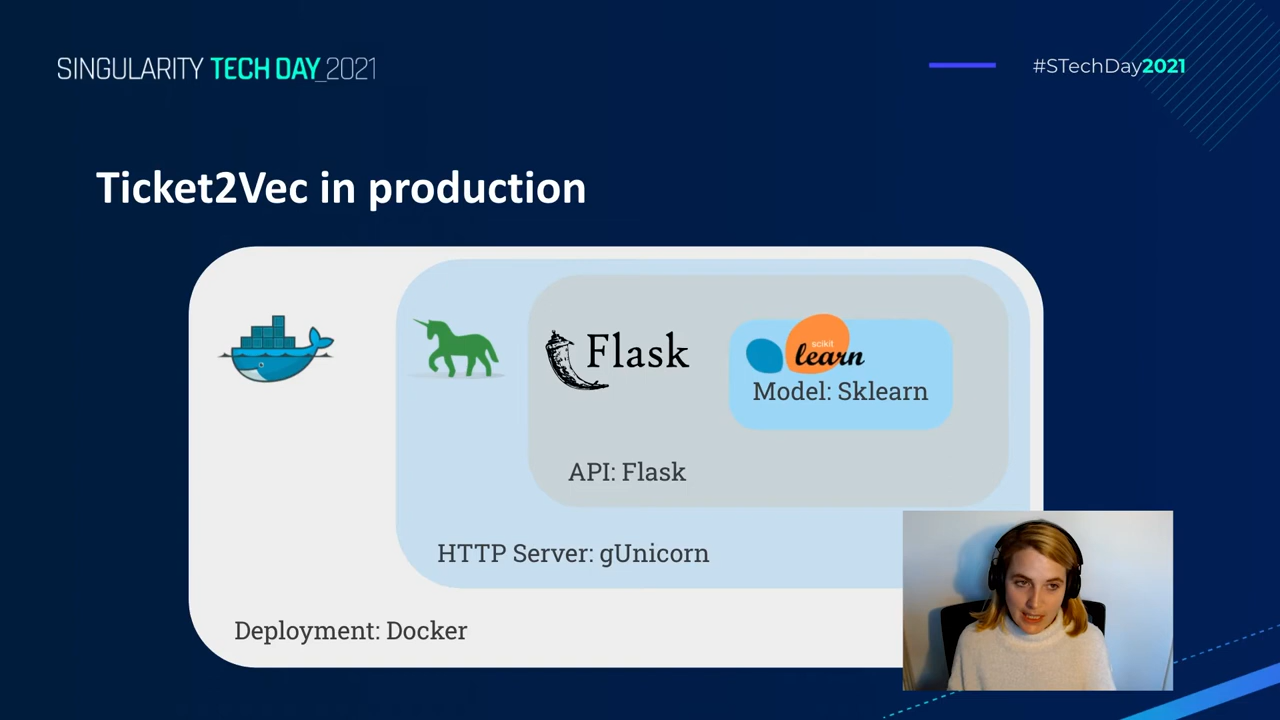 SINGULARITY TECH DAY_2021
#STechDay2021
Ticket2Vec in production
Flask
scikit
learn
Model: Sklearn
API: Flask
HTTP Server: gUnicorn
Deployment: Docker